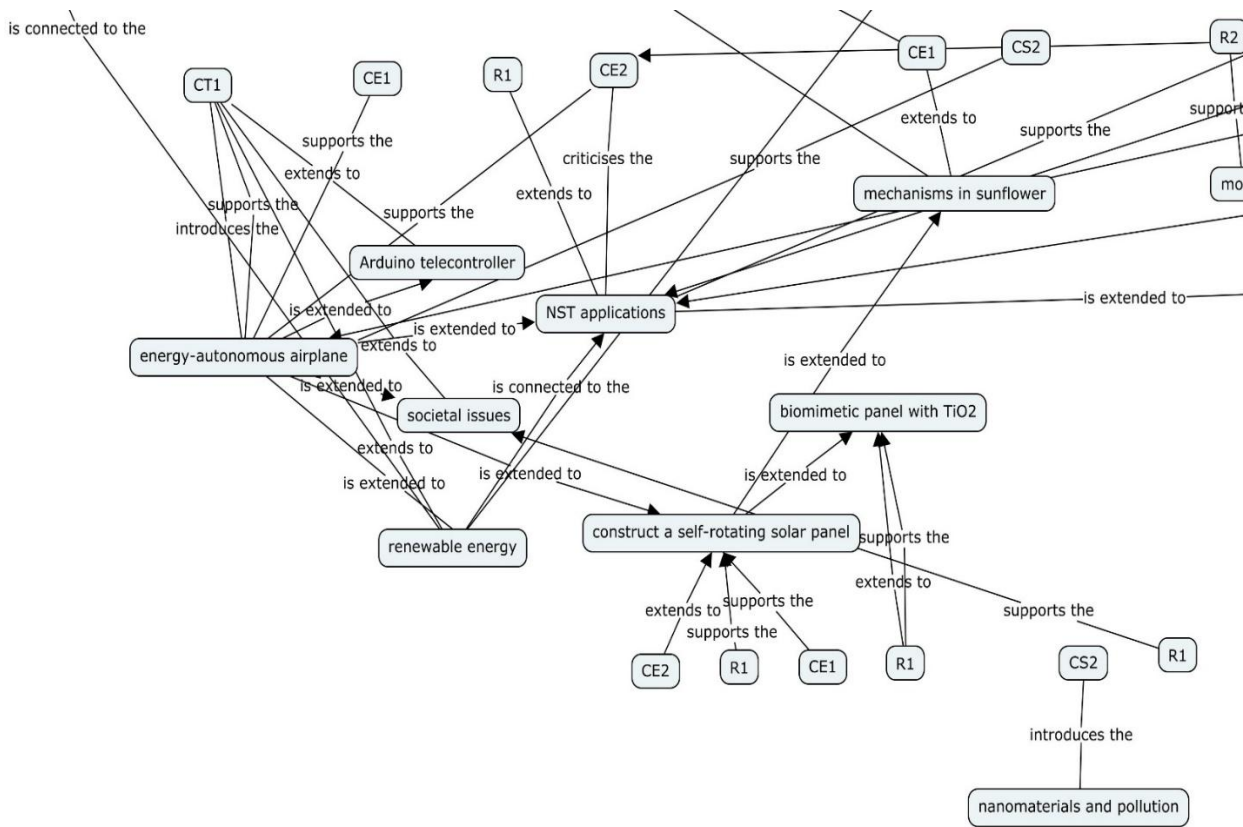 is connected to the
CE1
CS2
R2
CT1
CE1
R1
CE2
supports
extends to
supports the
supports the
criticises the
supports the
extends to
mechanisms in sunflower
mo
extends to
supports the
supports the
introduces the
Arduino telecontroller
is extended to
NST applications
is extended to
is extended to
extends to
energy-autonomous airplane
is extended to
is extended to
is connected to the
societal issues
biomimetic panel with TiO2
extends to
is extended to
is extended to
is extended to
renewable energy
construct a self-rotating solar panel
supports the
extends to
extends to
supports the
supports the
supports the
CE2
R1
CE1
R1
CS2
R1
introduces the
nanomaterials and pollution